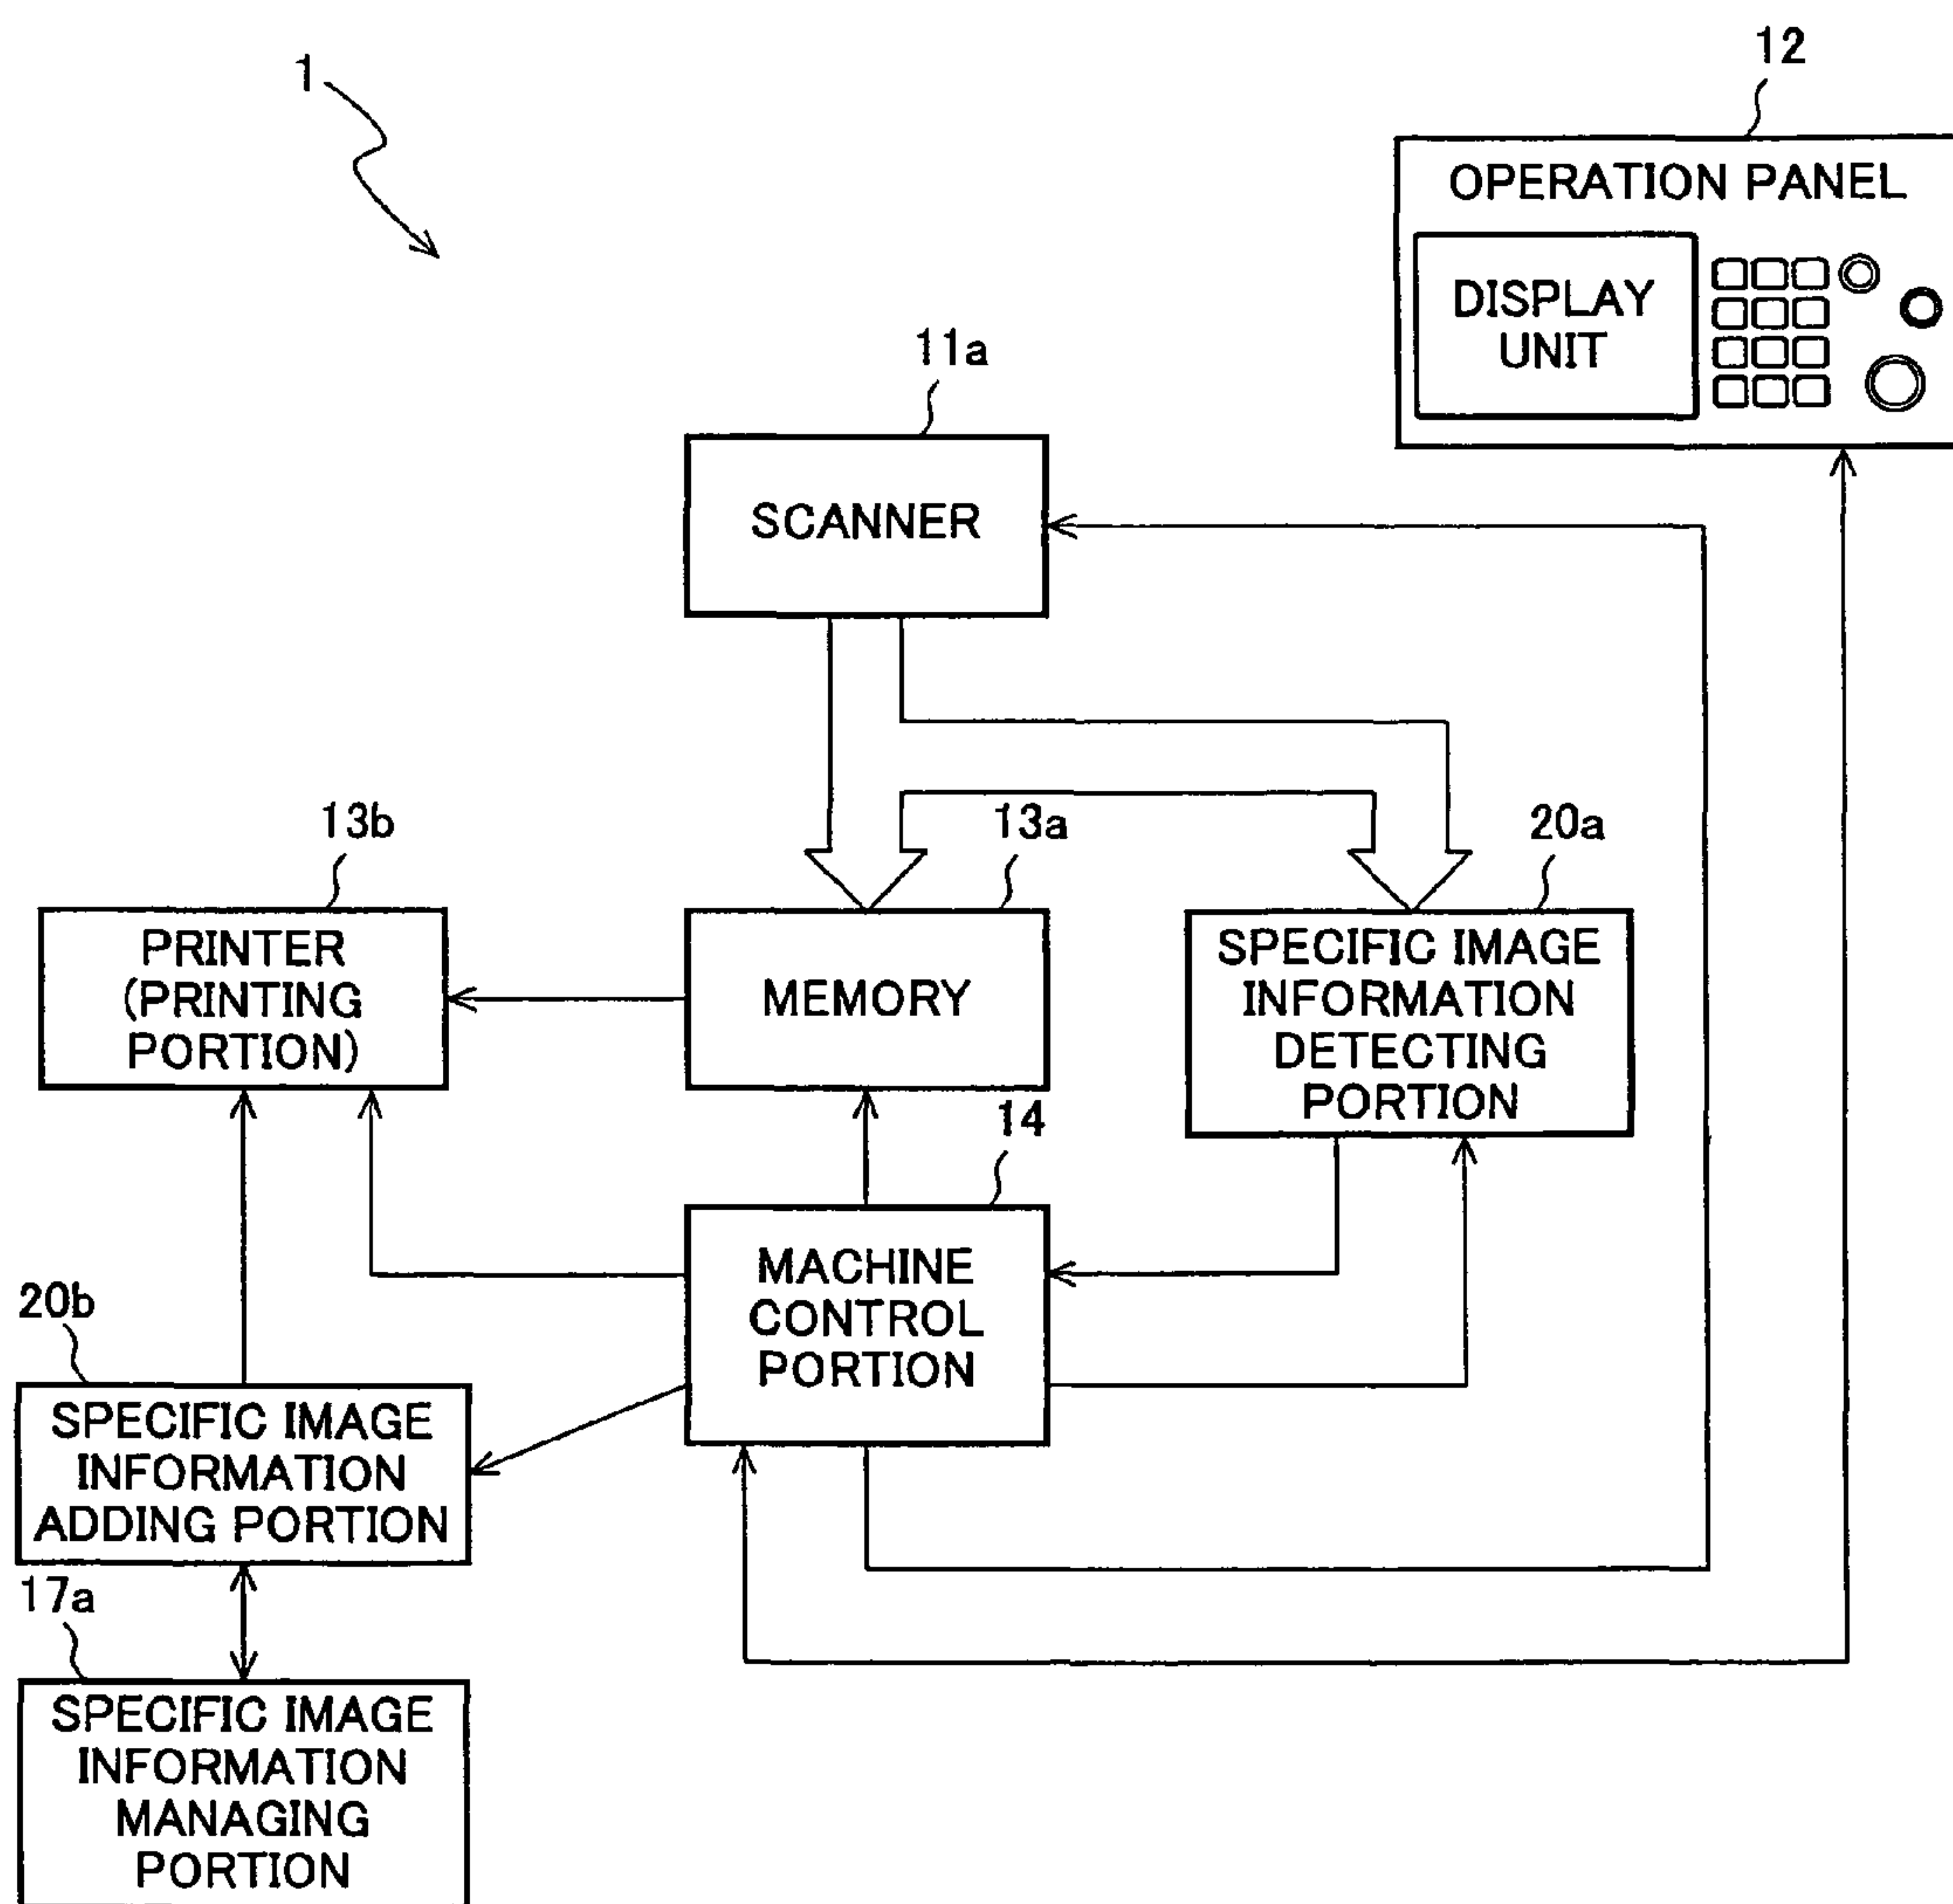 1
12
OPERATION PANEL
DISPLAY
UNIT
11a
SCANNER
13b
13a
20a
PRINTER
(PRINTING
PORTION)
MEMORY
SPECIFIC IMAGE
INFORMATION
DETECTING
PORTION
14
MACHINE
CONTROL
PORTION
20b
SPECIFIC IMAGE
INFORMATION
ADDING PORTION
17a
SPECIFIC IMAGE
INFORMATION
MANAGING
PORTION